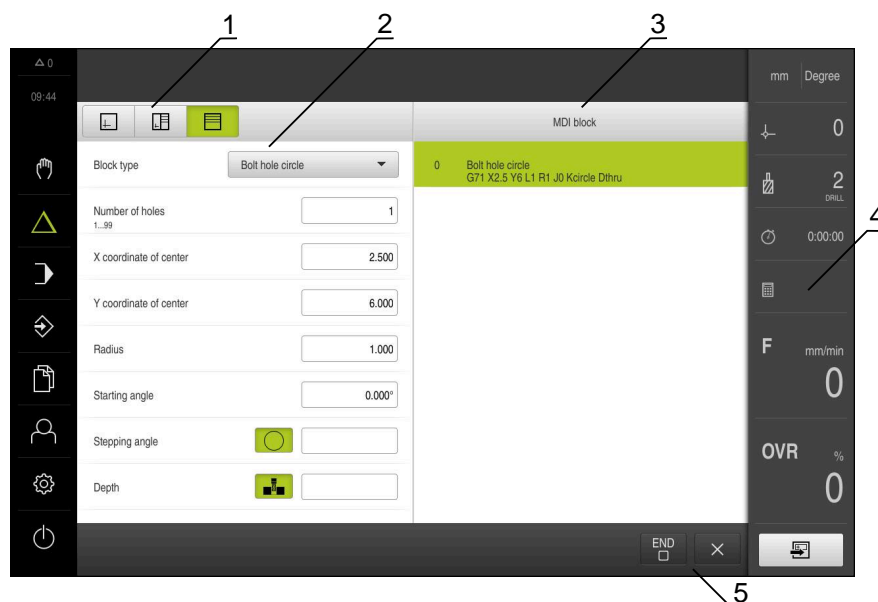 1
2
3
△ 0
09:44
mm Degree
MDI block
0
Block type
Bolt hole circle
0 Bolt hole circle
G71 X2.5 Y6 L1 R1 J0 Kcircle Dthru
2
DRILL
Number of holes
1...99
1
4
0:00:00
X coordinate of center
2.500
Y coordinate of center
6.000
Radius
1.000
F mm/min
0
Starting angle
0.000°
Stepping angle
OVR %
0
Depth
END
5